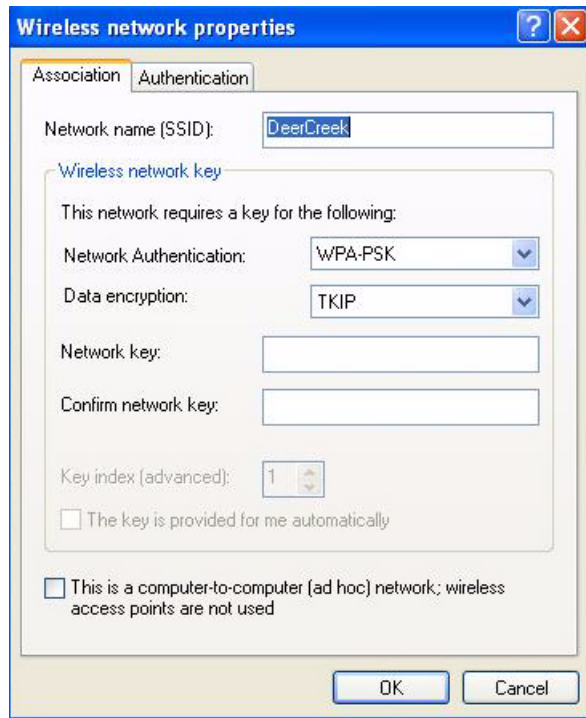 Wireless network properties
?
Association
Authentication
Network name (SSID):
DeerCreek
Wireless network key
This network requires a key for the following:
Network Authentication:
WPA-PSK
Data encryption:
TKIP
Network key:
Confirm network key:
Key index (advanced):
1
The key is provided for me automatically
This is a computer-to-computer (ad hoc) network; wireless
access points are not used
OK
Cancel